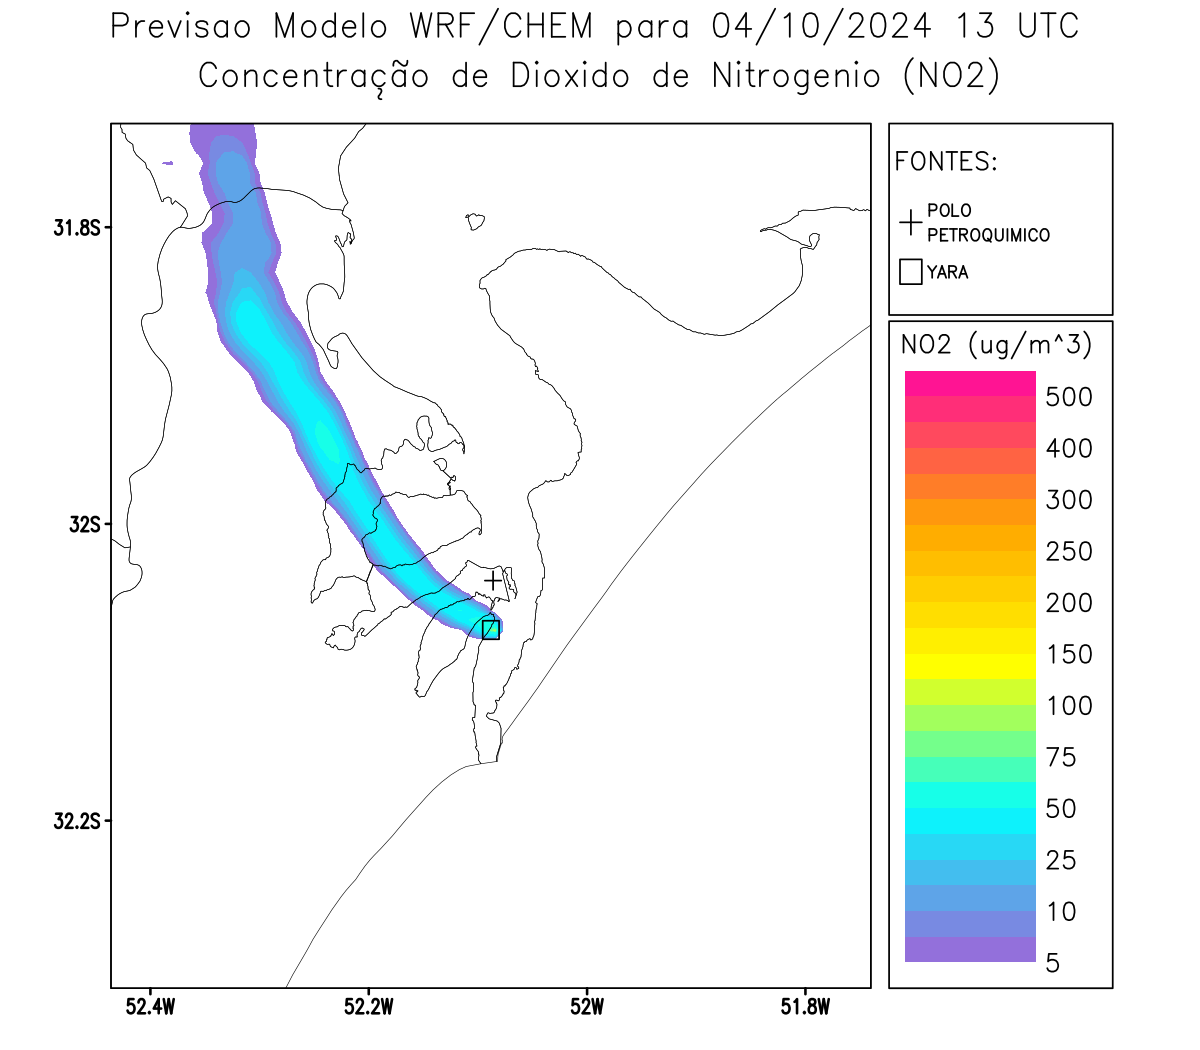 Previsao Modelo WRF/CHEM para 04/10/2024 13 UTC
Concentração de Dioxido de Nitrogenio (NO2)
FONTES:
POLO
PETROQUIMICO
YARA
NO2 (ug/m^3)
500
400
300
250
200
150
100
75
50
25
10
5
31.8S
32S
32.2S
52.4W
52.2W
52W
51.8W